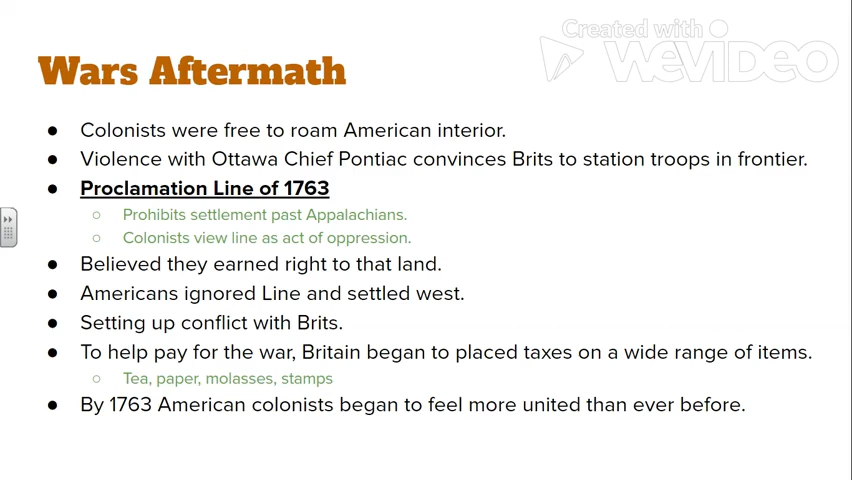 Created with
WEVIDEO
Wars Aftermath
● Colonists were free to roam American interior.
● Violence with Ottawa Chief Pontiac convinces Brits to station troops in frontier.
● Proclamation Line of 1763
○ Prohibits settlement past Appalachians.
○ Colonists view line as act of oppression.
● Believed they earned right to that land.
● Americans ignored Line and settled west.
● Setting up conflict with Brits.
● To help pay for the war, Britain began to placed taxes on a wide range of items.
○ Tea, paper, molasses, stamps
● By 1763 American colonists began to feel more united than ever before.